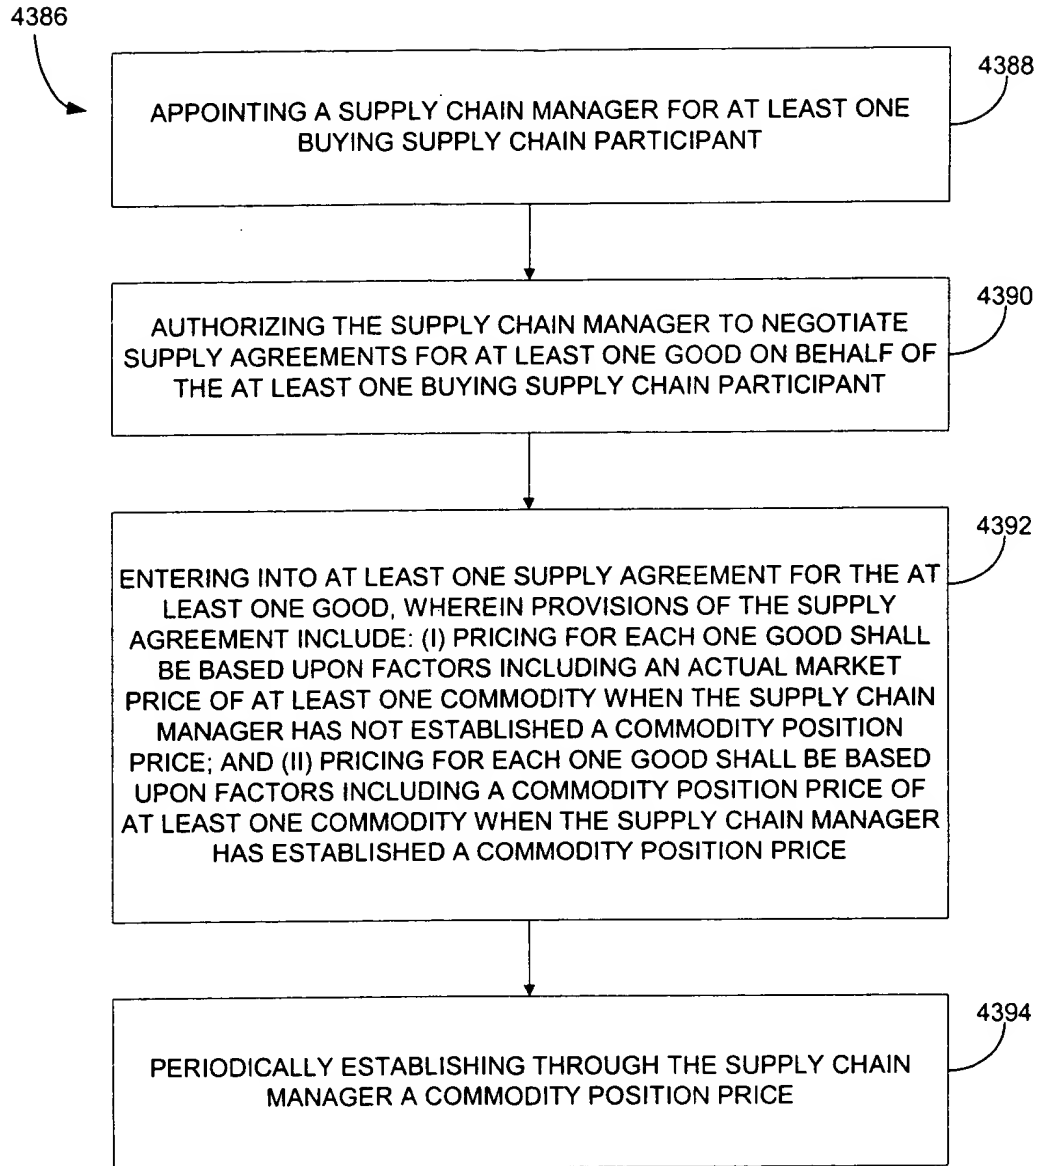 4386
4388
APPOINTING A SUPPLY CHAIN MANAGER FOR AT LEAST ONE
BUYING SUPPLY CHAIN PARTICIPANT
4390
AUTHORIZING THE SUPPLY CHAIN MANAGER TO NEGOTIATE
SUPPLY AGREEMENTS FOR AT LEAST ONE GOOD ON BEHALF OF
THE AT LEAST ONE BUYING SUPPLY CHAIN PARTICIPANT
4392
ENTERING INTO AT LEAST ONE SUPPLY AGREEMENT FOR THE AT
LEAST ONE GOOD, WHEREIN PROVISIONS OF THE SUPPLY
AGREEMENT INCLUDE: (I) PRICING FOR EACH ONE GOOD SHALL
BE BASED UPON FACTORS INCLUDING AN ACTUAL MARKET
PRICE OF AT LEAST ONE COMMODITY WHEN THE SUPPLY CHAIN
MANAGER HAS NOT ESTABLISHED A COMMODITY POSITION
PRICE; AND (II) PRICING FOR EACH ONE GOOD SHALL BE BASED
UPON FACTORS INCLUDING A COMMODITY POSITION PRICE OF
AT LEAST ONE COMMODITY WHEN THE SUPPLY CHAIN MANAGER
HAS ESTABLISHED A COMMODITY POSITION PRICE
4394
PERIODICALLY ESTABLISHING THROUGH THE SUPPLY CHAIN
MANAGER A COMMODITY POSITION PRICE